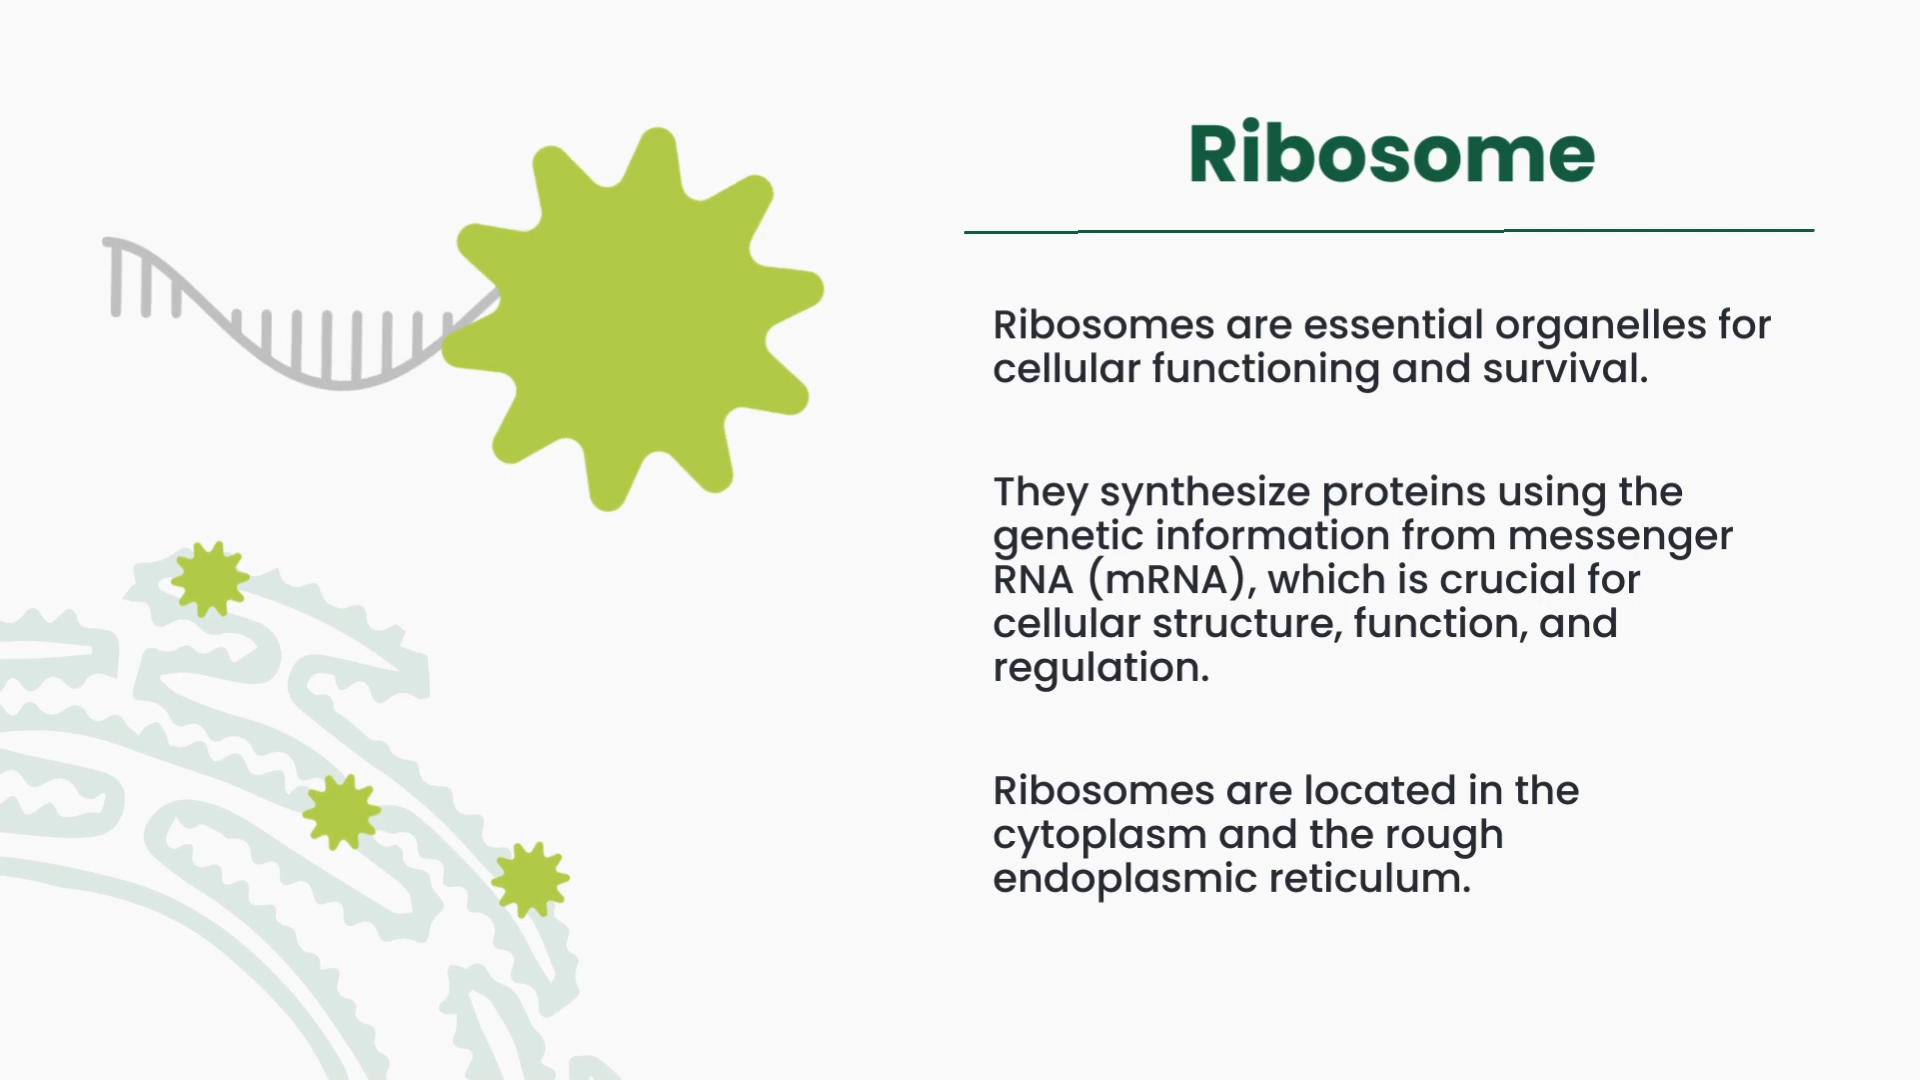 Ribosome
Ribosomes are essential organelles for
cellular functioning and survival.
They synthesize proteins using the
genetic information from messenger
RNA (mRNA), which is crucial for
cellular structure, function, and
regulation.
Ribosomes are located in the
cytoplasm and the rough
endoplasmic reticulum.